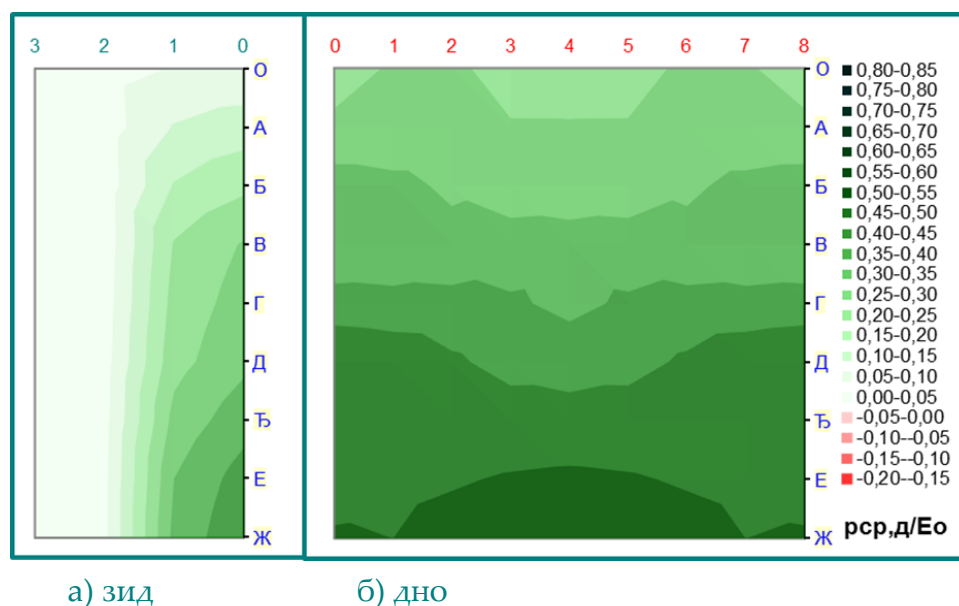 3 2 1 0
0 1 2 3 4 5 6 7 8
О
А
Б
В
Г
Д
Ђ
Е
Ж
О
А
Б
В
Г
Д
Ђ
Е
Ж
0,80-0,85
0,75-0,80
0,70-0,75
0,65-0,70
0,60-0,65
0,55-0,60
0,50-0,55
0,45-0,50
0,40-0,45
0,35-0,40
0,30-0,35
0,25-0,30
0,20-0,25
0,15-0,20
0,10-0,15
0,05-0,10
0,00-0,05
-0,05-0,00
-0,10--0,05
-0,15--0,10
-0,20--0,15
рср,д/Eo
а) зид
б) дно